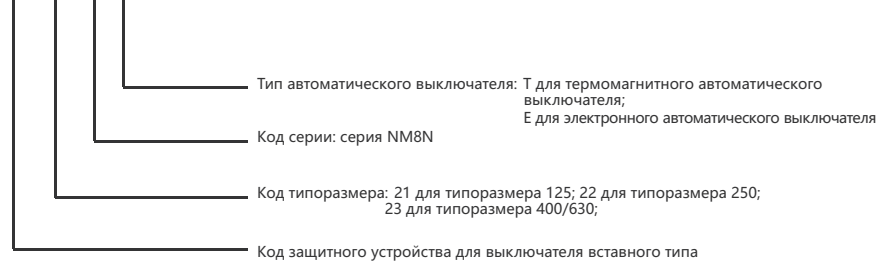 Тип автоматического выключателя: Т для термомагнитного автоматического
выключателя;
Е для электронного автоматического выключателя
Код серии: серия NM8N
Код типоразмера: 21 для типоразмера 125; 22 для типоразмера 250;
23 для типоразмера 400/630;
Код защитного устройства для выключателя вставного типа